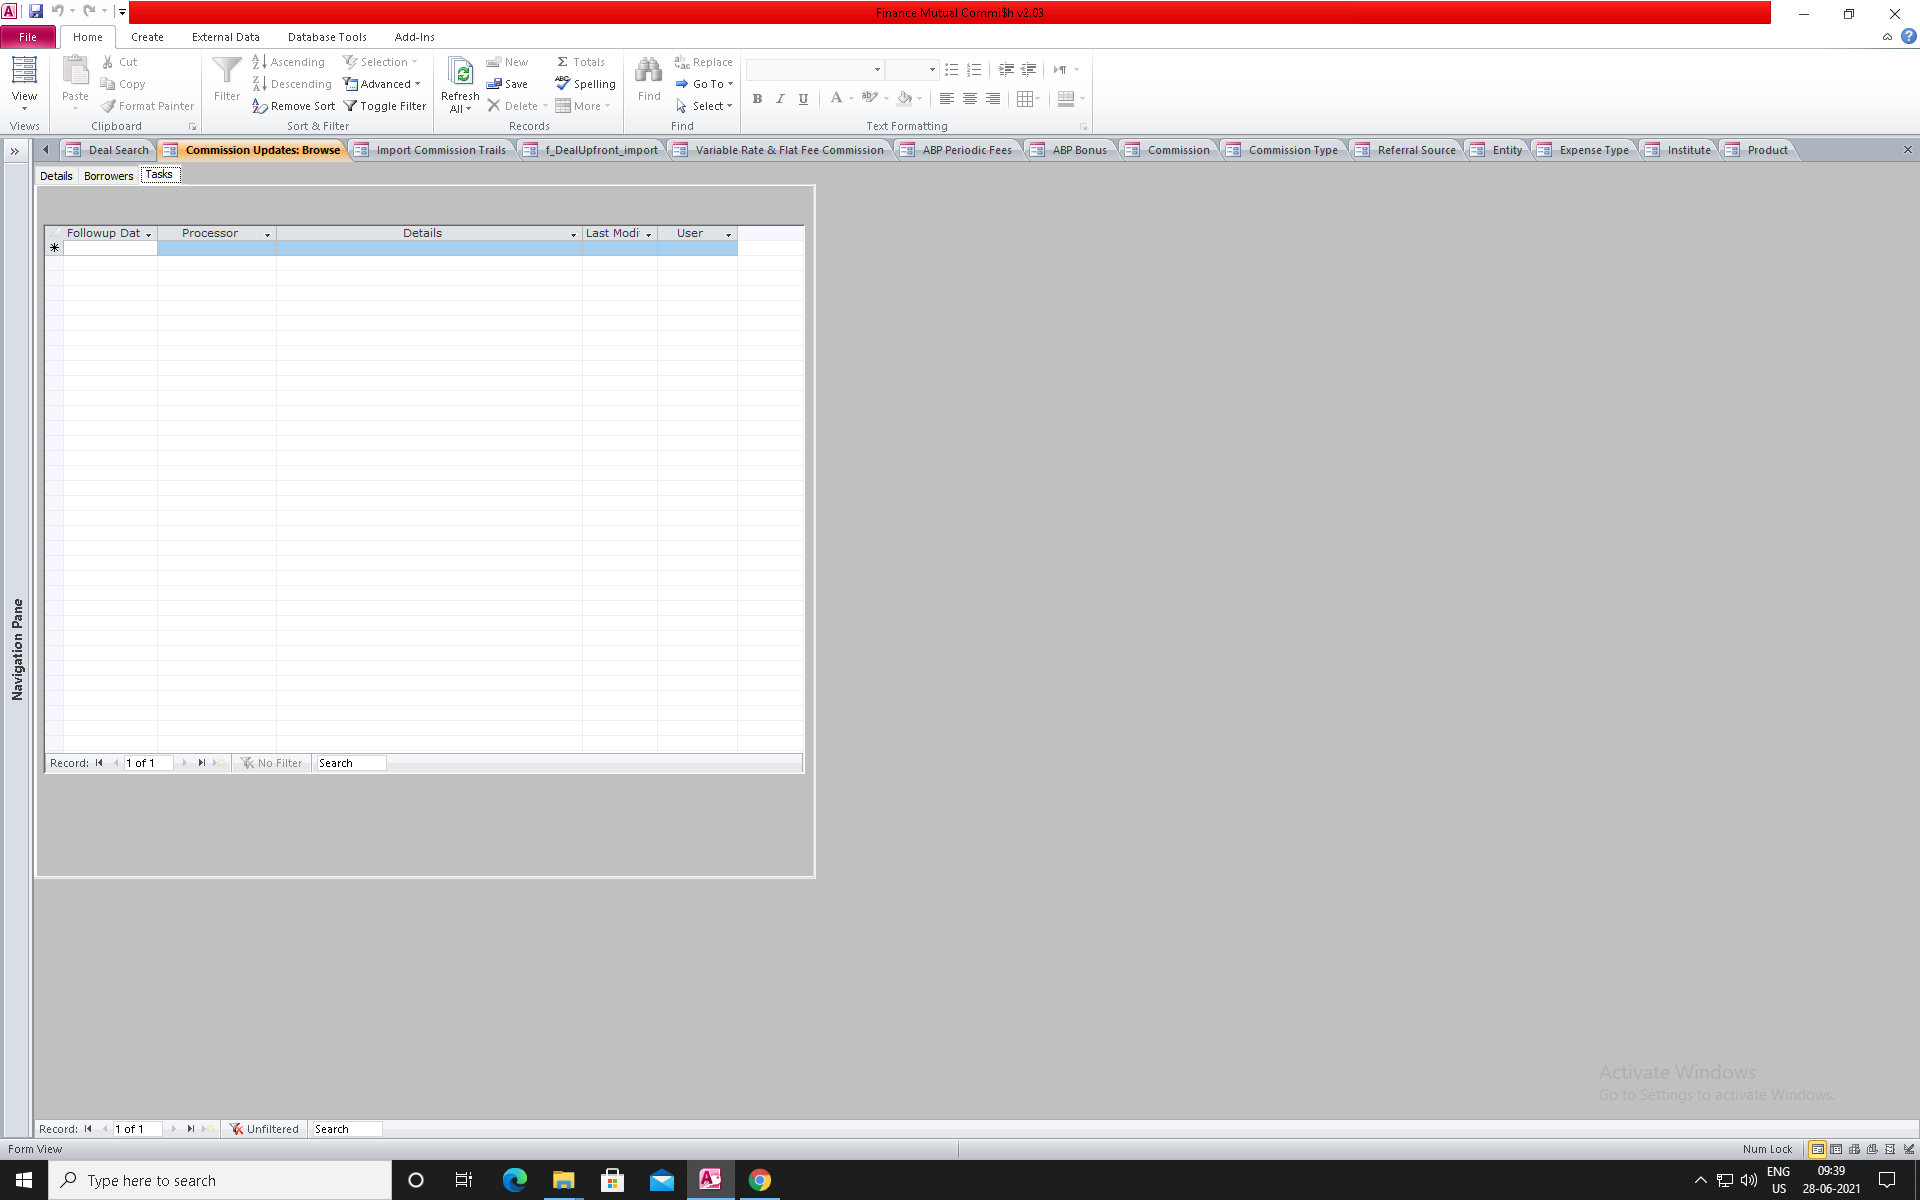 Finance Mutual Commi$h v2.03
File Home Create External Data Database Tools Add-Ins
View Paste Cut Copy Format Painter Filter Ascending Descending Remove Sort Selection Advanced Toggle Filter Refresh All New Save Delete Totals Spelling More Find Replace Go To Select B I U A ab
Views Clipboard Sort & Filter Records Find Text Formatting
Deal Search Commission Updates: Browse Import Commission Trails f_DealUpfront_import Variable Rate & Flat Fee Commission ABP Periodic Fees ABP Bonus Commission Commission Type Referral Source Entity Expense Type Institute Product
Details Borrowers Tasks
Followup Dat Processor Details Last Modi User
Navigation Pane
Record: 1 of 1 No Filter Search
Activate Windows
Go to Settings to activate Windows.
Record: 1 of 1 Unfiltered Search
Form View Num Lock
Type here to search
ENG
US
09:39
28-06-2021